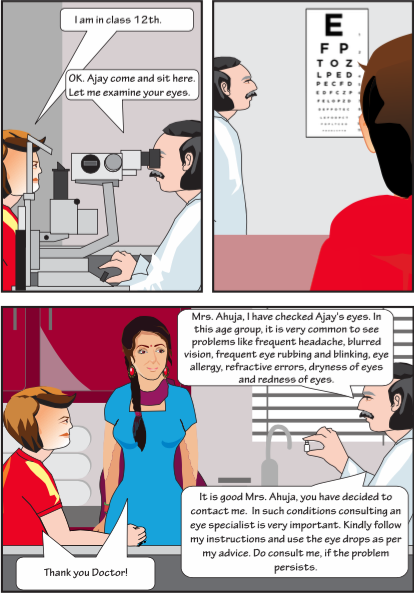 I am in class 12th.
OK. Ajay come and sit here.
Let me examine your eyes.
E
F P
T O Z
L P E D
P E C F D
E D F C Z P
F E L O P Z D
D E F P O T E C
Mrs. Ahuja, I have checked Ajay's eyes. In
this age group, it is very common to see
problems like frequent headache, blurred
vision, frequent eye rubbing and blinking, eye
allergy, refractive errors, dryness of eyes
and redness of eyes.
It is good Mrs. Ahuja, you have decided to
contact me. In such conditions consulting an
eye specialist is very important. Kindly follow
my instructions and use the eye drops as per
my advice. Do consult me, if the problem
persists.
Thank you Doctor!